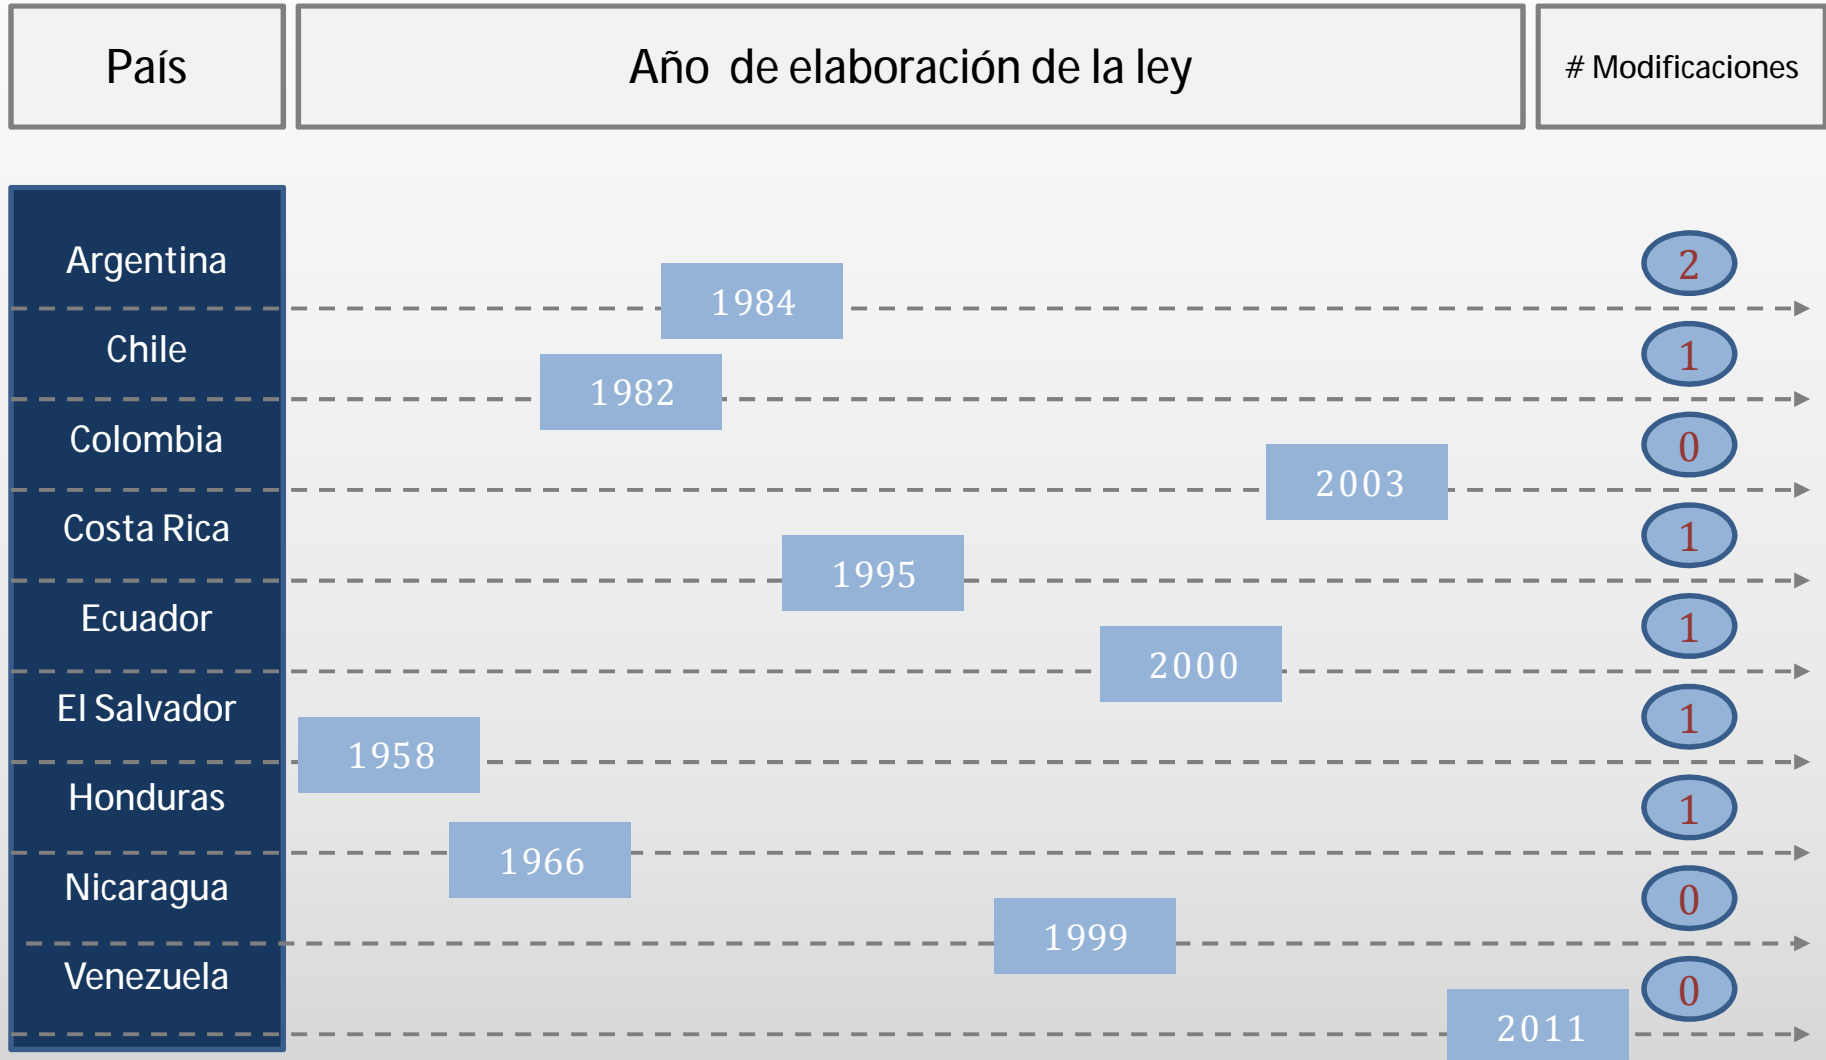 País
Año de elaboración de la ley
# Modificaciones
Argentina
1984
2
Chile
1982
1
Colombia
2003
0
Costa Rica
1995
1
Ecuador
2000
1
El Salvador
1958
1
Honduras
1966
1
Nicaragua
1999
0
Venezuela
2011
0